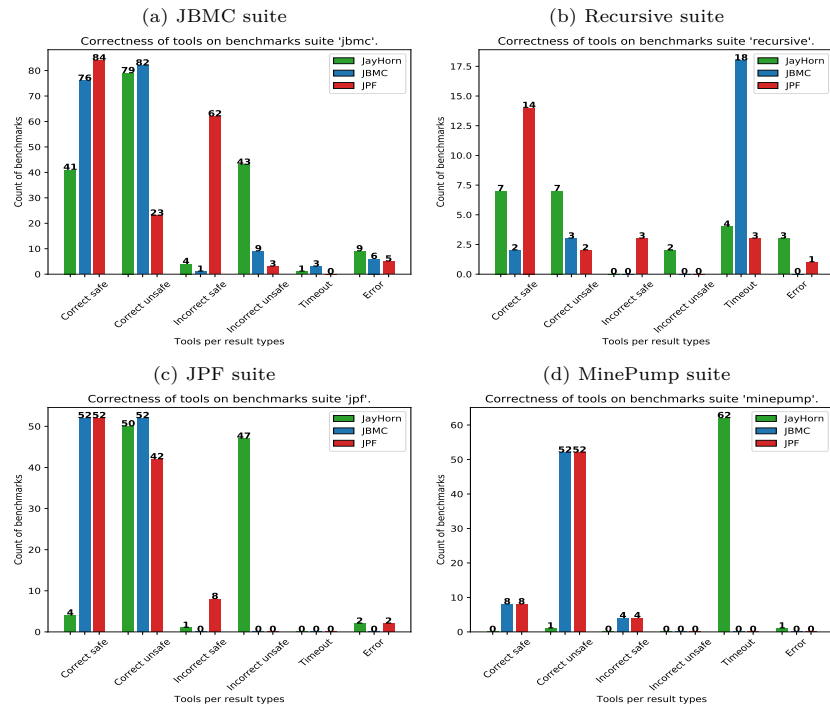 (a) JBMC suite
Correctness of tools on benchmarks suite 'jbmc'.
JayHorn
JBMC
JPF
Count of benchmarks
80
70
60
50
40
30
20
10
0
41 76 84
79 82 23
4 1 62
43 9 3
1 3 0
9 6 5
Correct safe
Correct unsafe
Incorrect safe
Incorrect unsafe
Timeout
Error
Tools per result types
(b) Recursive suite
Correctness of tools on benchmarks suite 'recursive'.
JayHorn
JBMC
JPF
Count of benchmarks
17.5
15.0
12.5
10.0
7.5
5.0
2.5
0.0
7 2 14
7 3 2
0 0 3
2 0 0
4 18 3
3 0 1
Correct safe
Correct unsafe
Incorrect safe
Incorrect unsafe
Timeout
Error
Tools per result types
(c) JPF suite
Correctness of tools on benchmarks suite 'jpf'.
JayHorn
JBMC
JPF
Count of benchmarks
50
40
30
20
10
0
4 52 52
50 52 42
1 0 8
47 0 0
0 0 0
2 0 2
Correct safe
Correct unsafe
Incorrect safe
Incorrect unsafe
Timeout
Error
Tools per result types
(d) MinePump suite
Correctness of tools on benchmarks suite 'minepump'.
JayHorn
JBMC
JPF
Count of benchmarks
60
50
40
30
20
10
0
0 8 8
1 52 52
0 4 4
0 0 0
62 0 0
1 0 0
Correct safe
Correct unsafe
Incorrect safe
Incorrect unsafe
Timeout
Error
Tools per result types